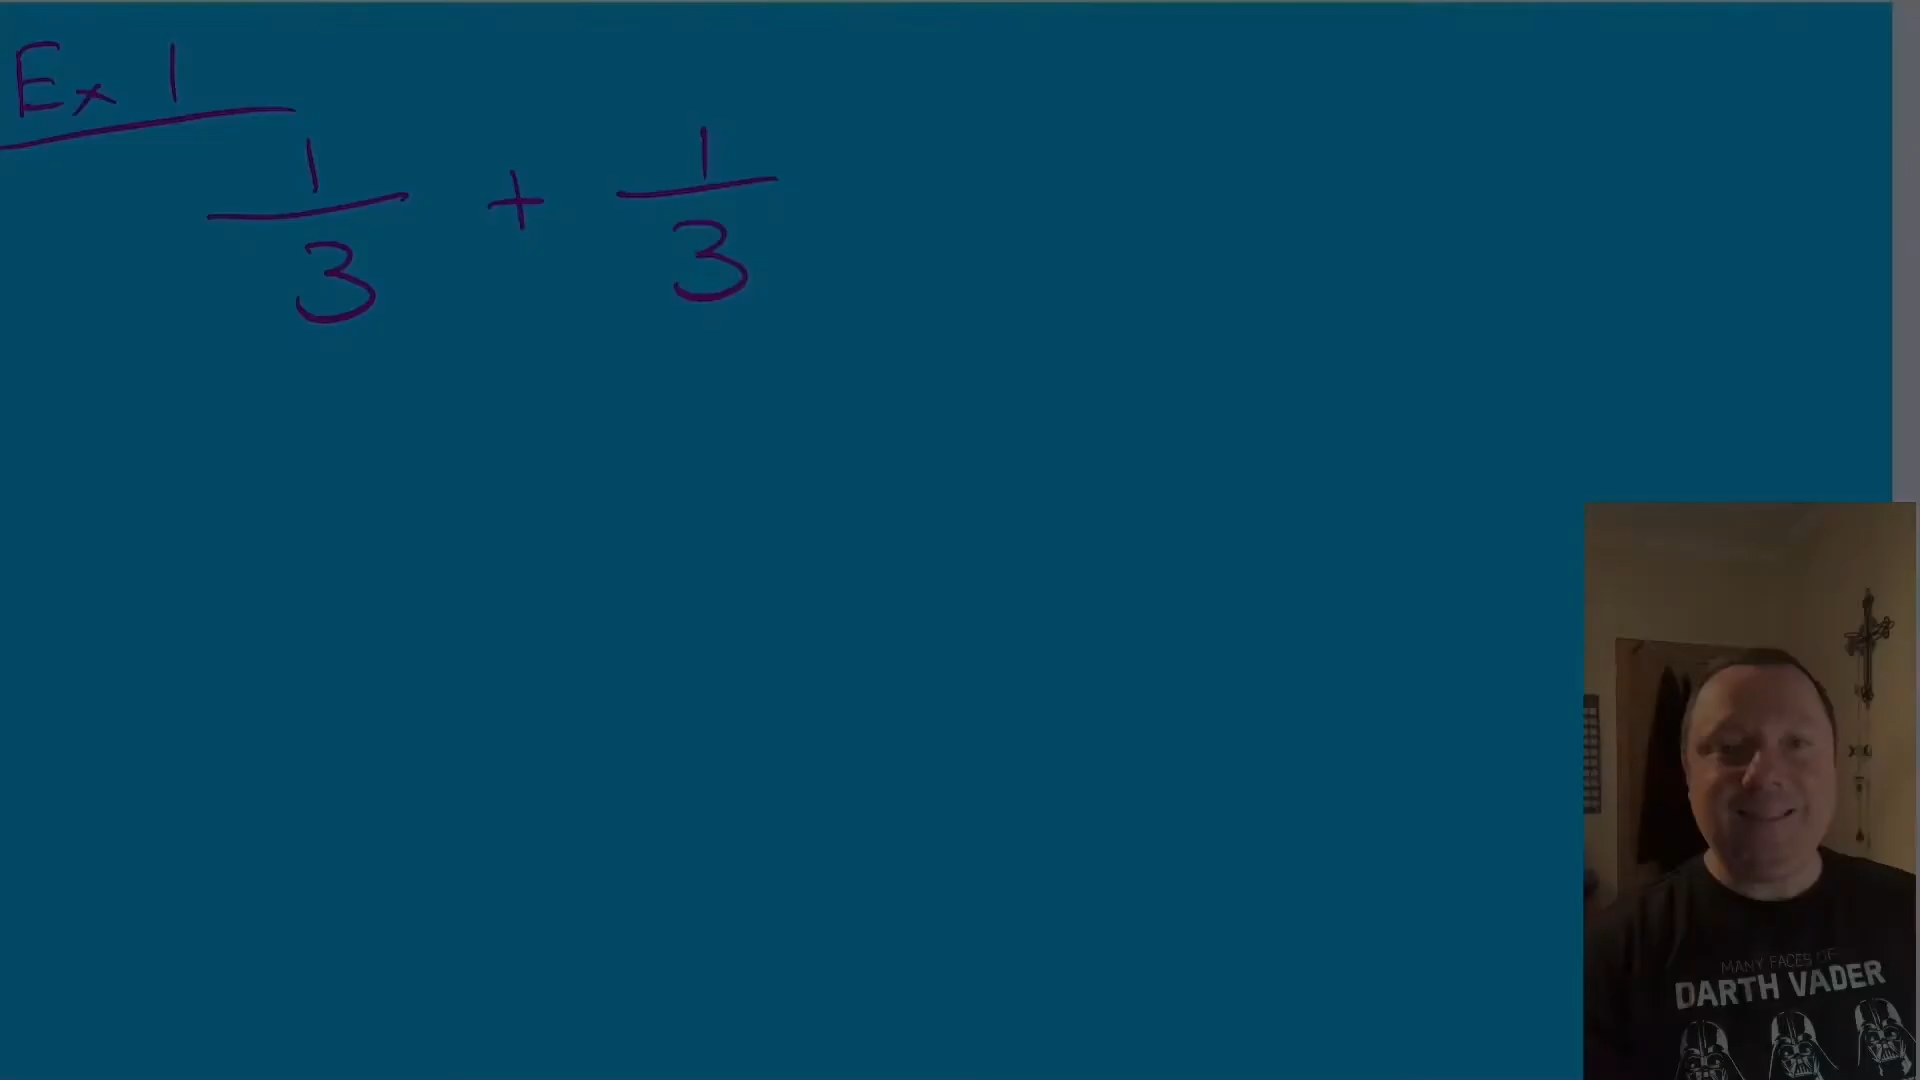 Ex 1
1/3 + 1/3
MANY FACES OF
DARTH VADER